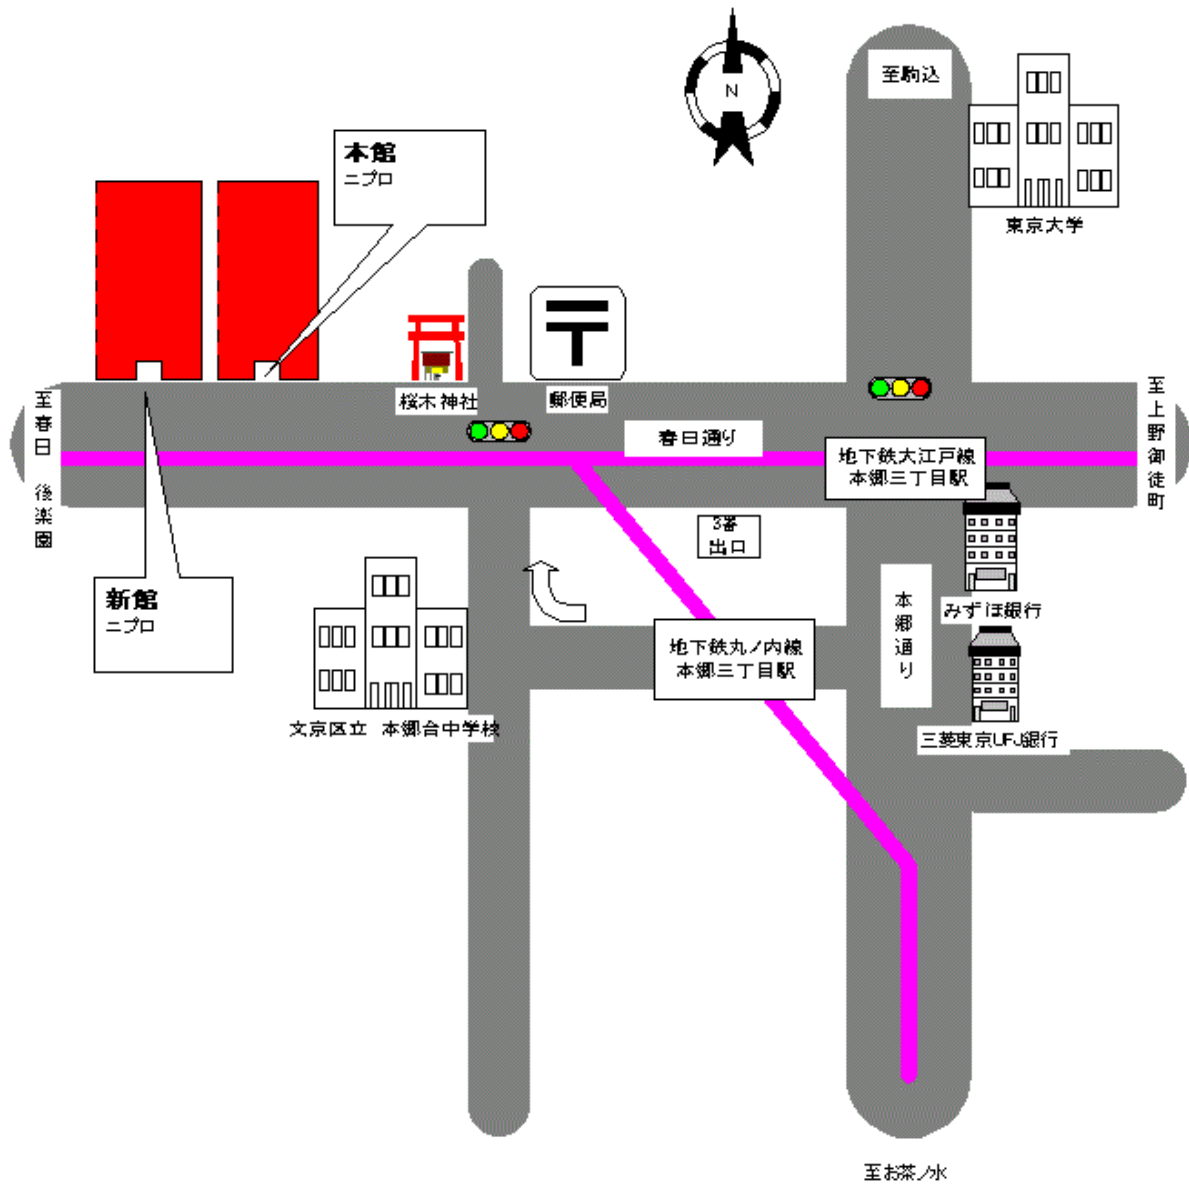 N
至駒込
東京大学
本館
ニプロ
桜木神社
郵便局
至春日 後楽園
春日通り
地下鉄大江戸線
本郷三丁目駅
至上野御徒町
3番
出口
みずほ銀行
新館
ニプロ
本郷通り
地下鉄丸ノ内線
本郷三丁目駅
文京区立 本郷台中学校
三菱東京UFJ銀行
至お茶ノ水